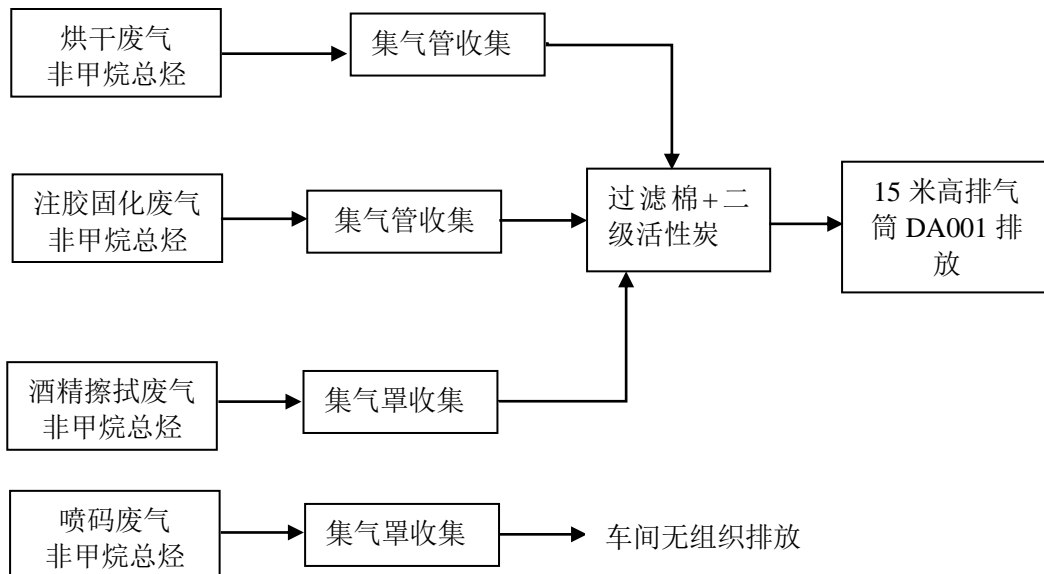 烘干废气
非甲烷总烃
集气管收集
注胶固化废气
非甲烷总烃
集气管收集
过滤棉+二
级活性炭
15 米高排气
筒 DA001 排
放
酒精擦拭废气
非甲烷总烃
集气罩收集
喷码废气
非甲烷总烃
集气罩收集
车间无组织排放